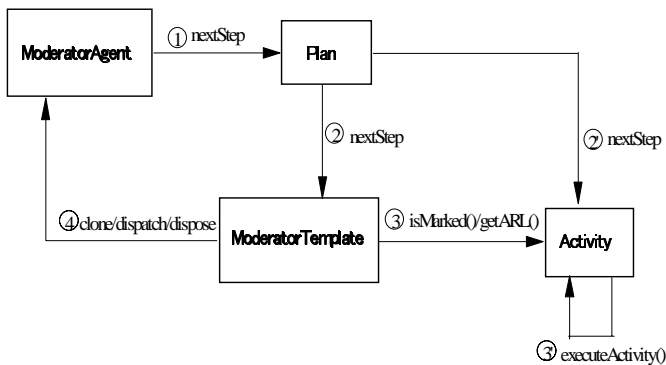 ① nextStep
ModeratorAgent
Plan
② nextStep
②' nextStep
④ clone/dispatch/dispose
ModeratorTemplate
③ isMarked()/getARL()
Activity
③' executeActivity()